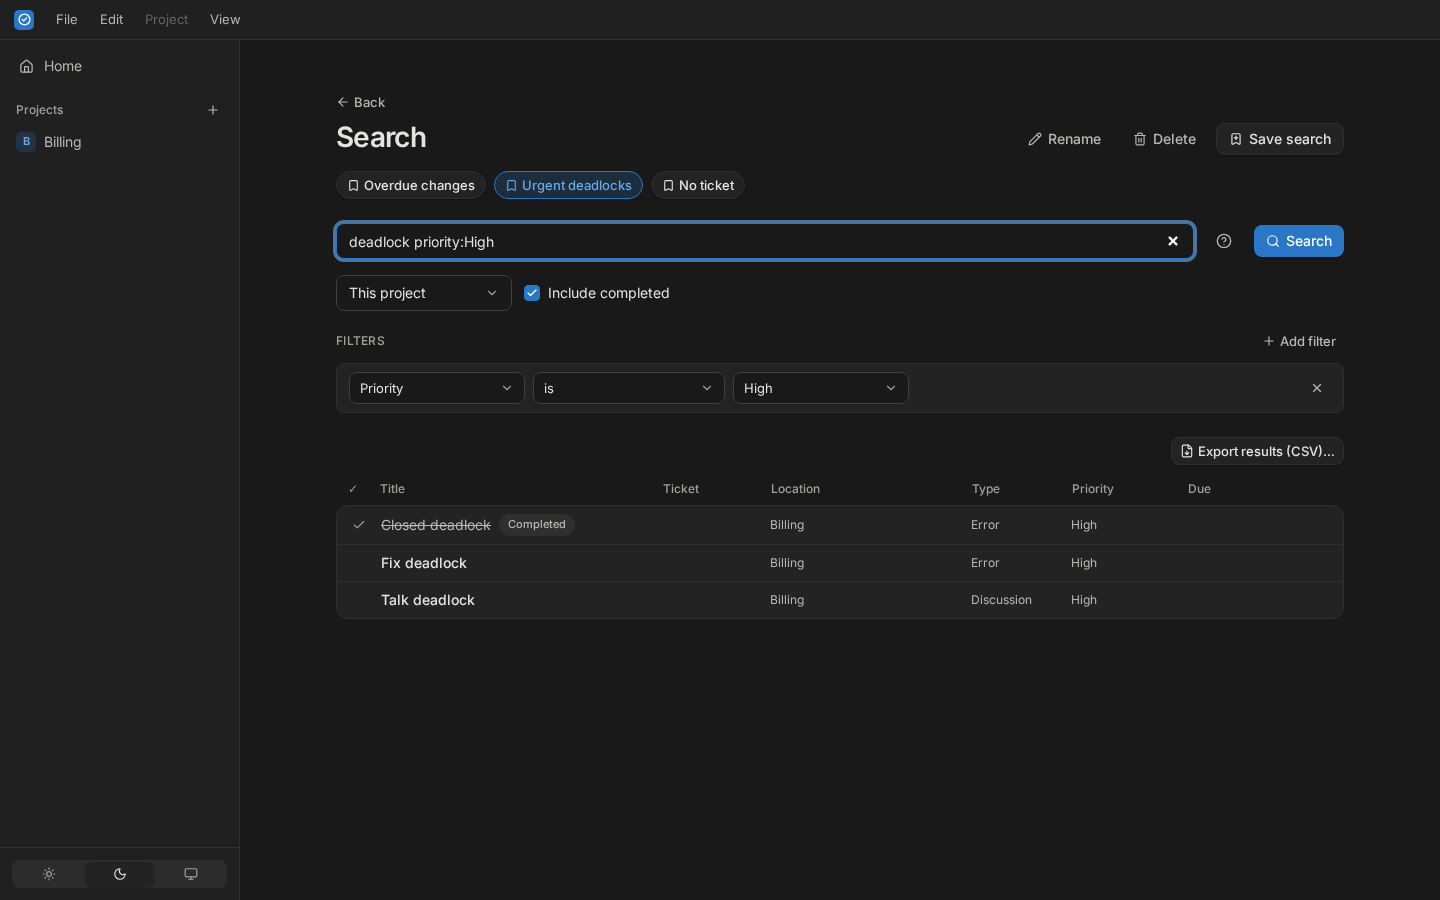 File Edit Project View
Home
Projects
B Billing
Back
Search
Rename Delete Save search
Overdue changes Urgent deadlocks No ticket
deadlock priority:High
Search
This project Include completed
FILTERS Add filter
Priority is High
Export results (CSV)...
✓ Title Ticket Location Type Priority Due
Closed deadlock Completed Billing Error High
Fix deadlock Billing Error High
Talk deadlock Billing Discussion High